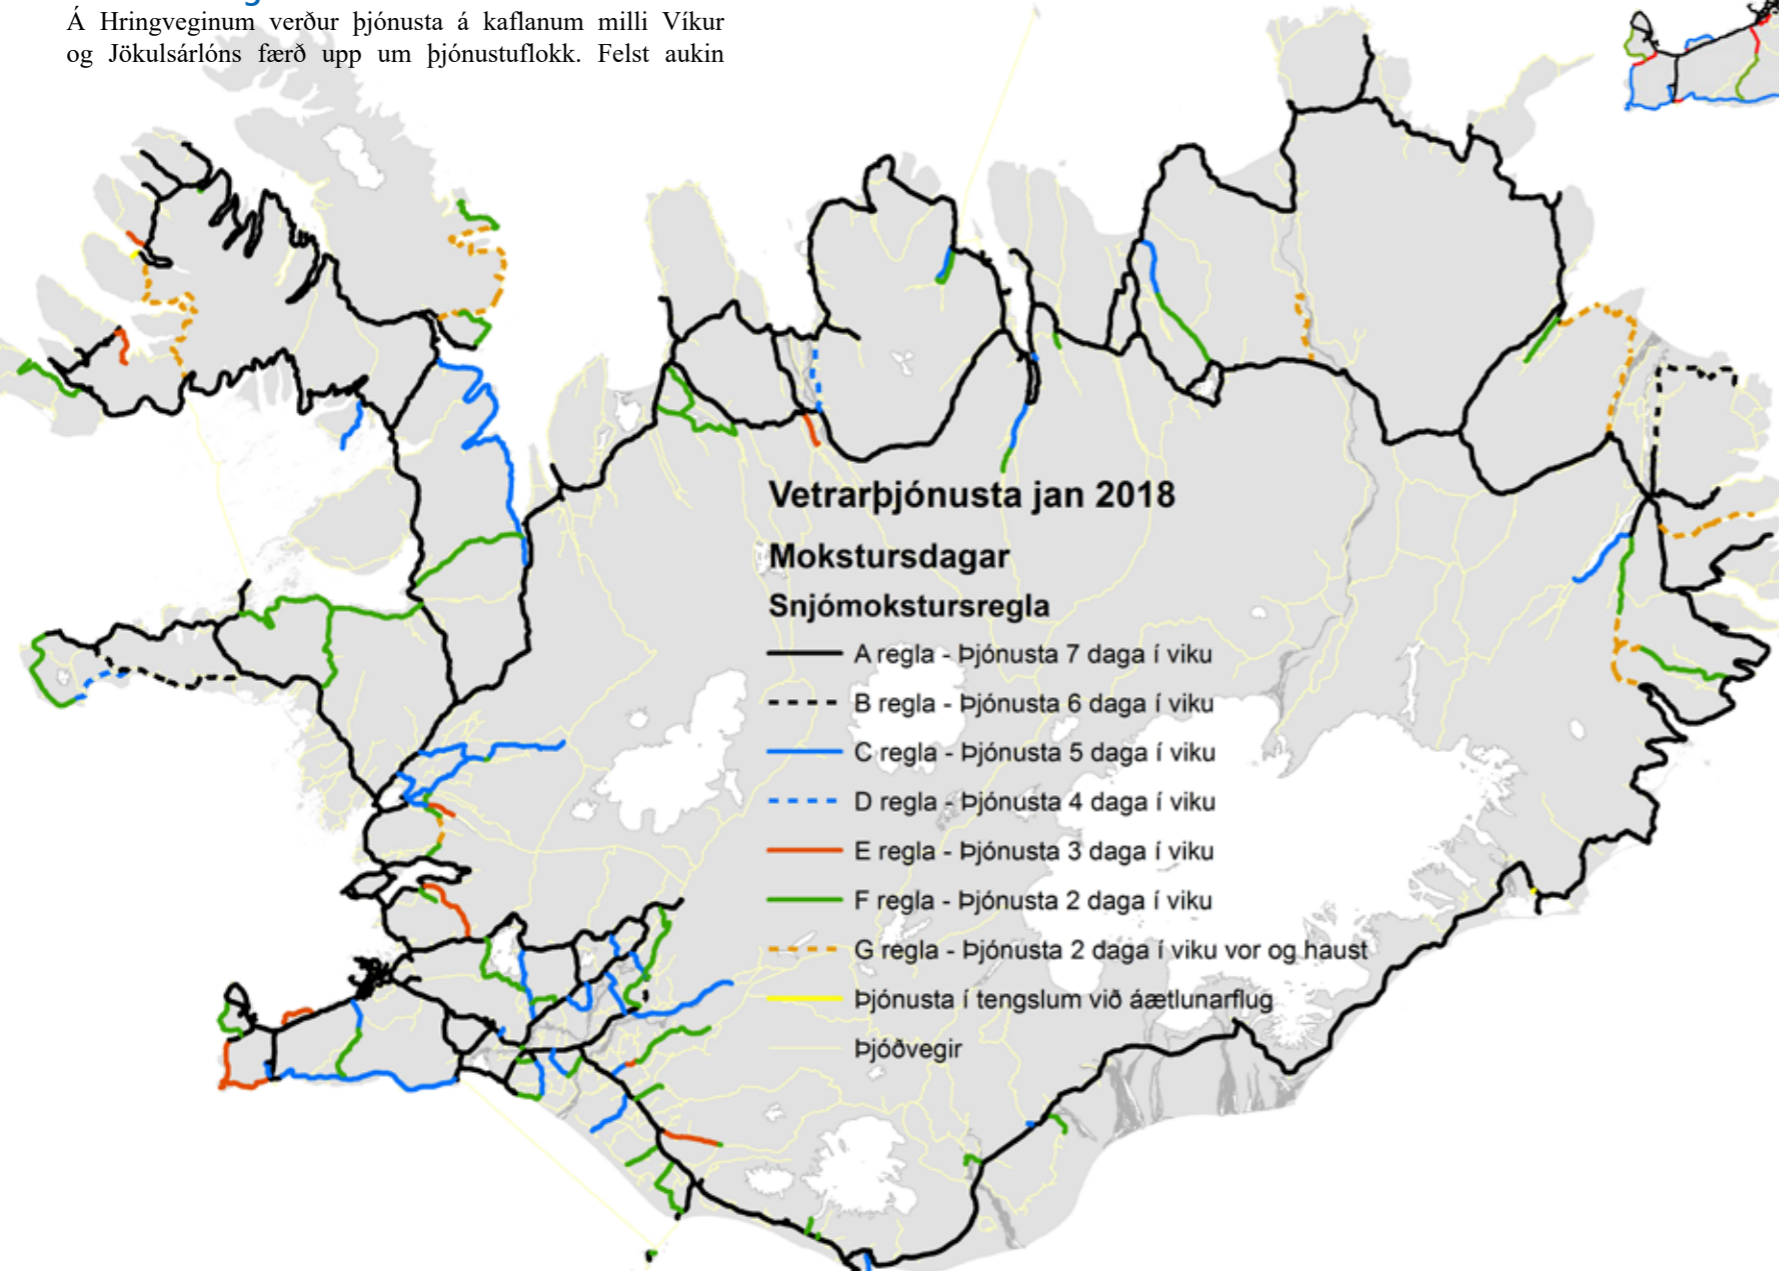 Á Hringveginum verður þjónusta á kaflanum milli Víkur
og Jökulsárlóns færð upp um þjónustuflokk. Felst aukin
Vetrarþjónusta jan 2018
Mokstursdagar
Snjómokstursregla
A regla - Þjónusta 7 daga í viku
B regla - Þjónusta 6 daga í viku
C regla - Þjónusta 5 daga í viku
D regla - Þjónusta 4 daga í viku
E regla - Þjónusta 3 daga í viku
F regla - Þjónusta 2 daga í viku
G regla - Þjónusta 2 daga í viku vor og haust
Þjónusta í tengslum við áætlunarflug
Þjóðvegir